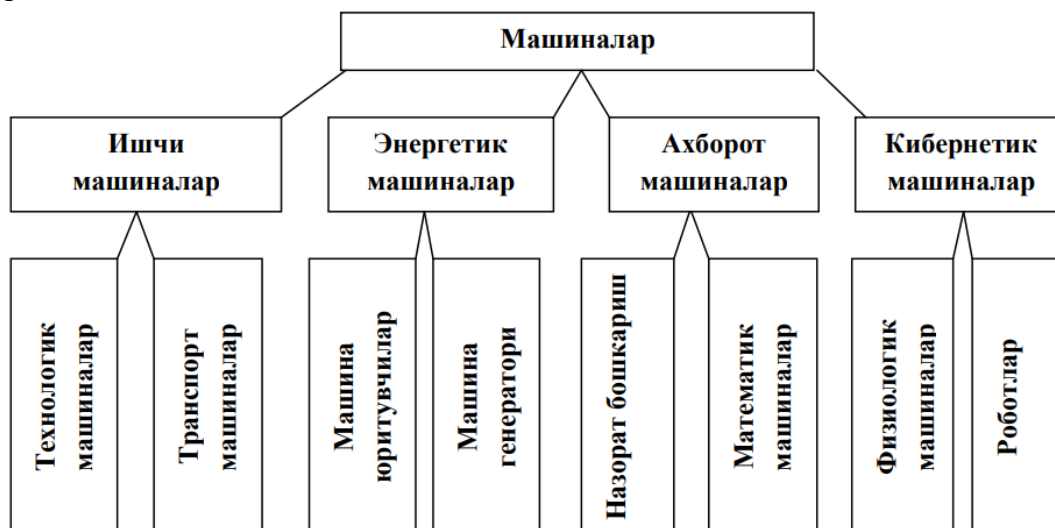 Машиналар
Ишчи
машиналар
Энергетик
машиналар
Ахборот
машиналар
Кибернетик
машиналар
Технологик
машиналар
Транспорт
машиналар
Машина
юритувчилар
Машина
генератори
Назорат бошкариш
Математик
машиналар
Физиологик
машиналар
Роботлар